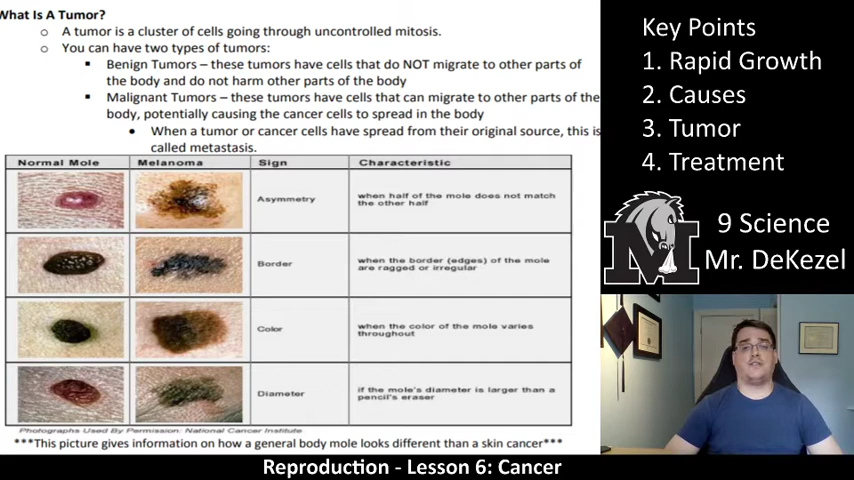 What Is A Tumor?
o A tumor is a cluster of cells going through uncontrolled mitosis.
o You can have two types of tumors:
▪ Benign Tumors – these tumors have cells that do NOT migrate to other parts of
the body and do not harm other parts of the body
▪ Malignant Tumors – these tumors have cells that can migrate to other parts of the
body, potentially causing the cancer cells to spread in the body
• When a tumor or cancer cells have spread from their original source, this is
called metastasis.
Normal Mole Melanoma Sign Characteristic
Asymmetry when half of the mole does not match
the other half
Border when the border (edges) of the mole
are ragged or irregular
Color when the color of the mole varies
throughout
Diameter if the mole's diameter is larger than a
pencil's eraser
Photographs Used By Permission: National Cancer Institute
***This picture gives information on how a general body mole looks different than a skin cancer***
Key Points
1. Rapid Growth
2. Causes
3. Tumor
4. Treatment
M
9 Science
Mr. DeKezel
Reproduction - Lesson 6: Cancer